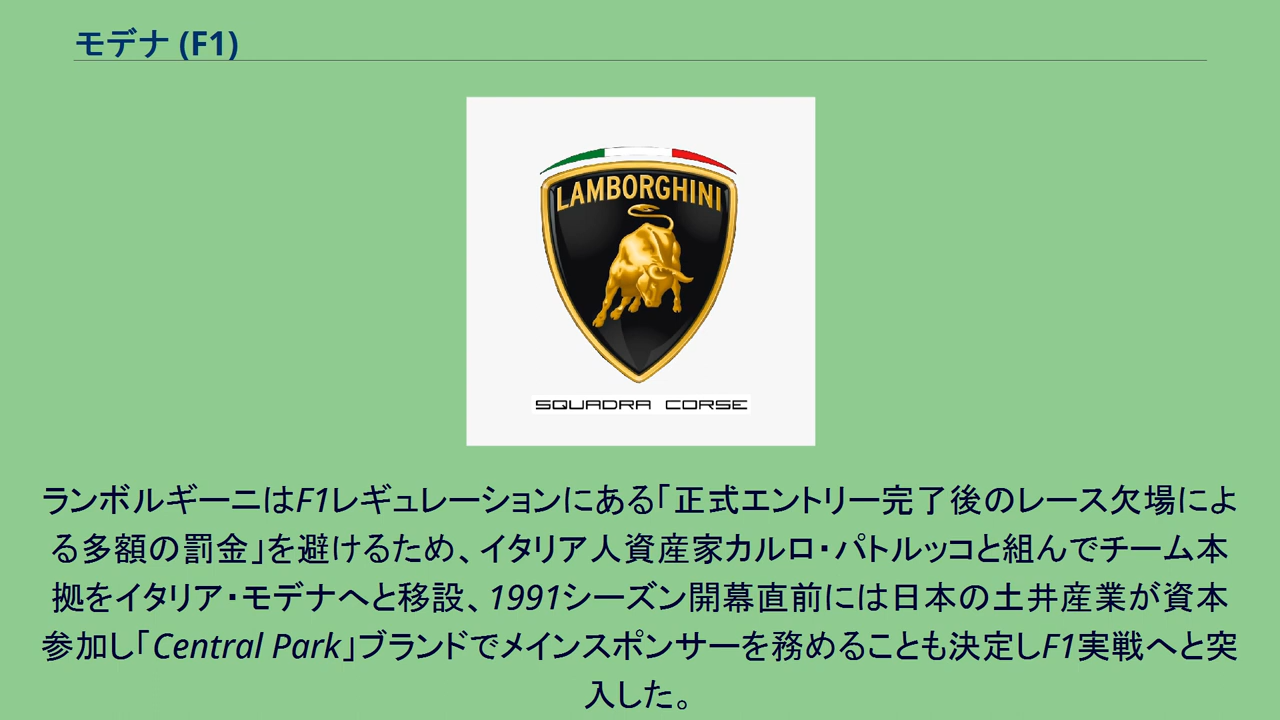 モデナ (F1)
LAMBORGHINI
SQUADRA CORSE
ランボルギーニはF1レギュレーションにある「正式エントリー完了後のレース欠場によ
る多額の罰金」を避けるため、イタリア人資産家カルロ・パトルッコと組んでチーム本
拠をイタリア・モデナへと移設、1991シーズン開幕直前には日本の土井産業が資本
参加し「Central Park」ブランドでメインスポンサーを務めることも決定しF1実戦へと突
入した。